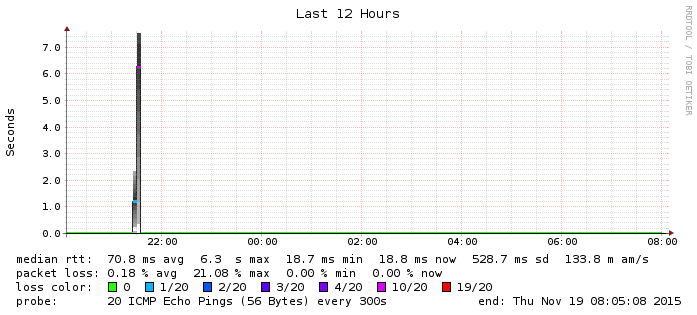 Last 12 Hours
RRDTOOL / TOBI OETIKER
Seconds
7.0
6.0
5.0
4.0
3.0
2.0
1.0
0.0
22:00 00:00 02:00 04:00 06:00 08:00
median rtt: 70.8 ms avg 6.3 s max 18.7 ms min 18.8 ms now 528.7 ms sd 133.8 m am/s
packet loss: 0.18 % avg 21.08 % max 0.00 % min 0.00 % now
loss color: 0 1/20 2/20 3/20 4/20 10/20 19/20
probe: 20 ICMP Echo Pings (56 Bytes) every 300s end: Thu Nov 19 08:05:08 2015